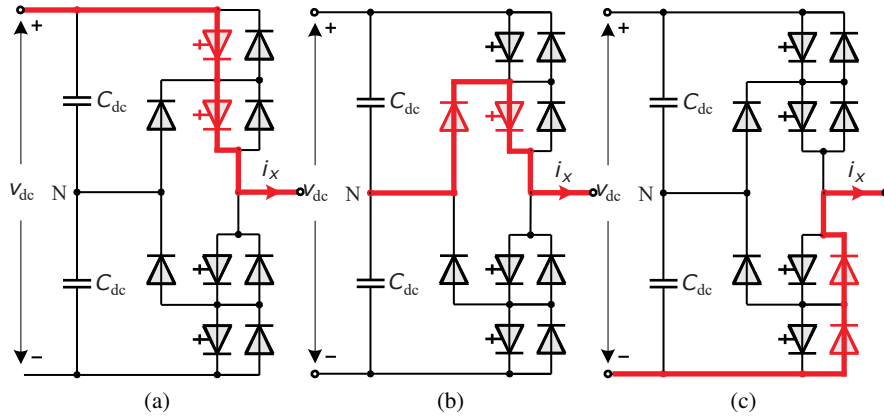 +
+
+
C_dc
C_dc
C_dc
i_x
i_x
i_x
v_dc
N
v_dc
N
v_dc
N
C_dc
C_dc
C_dc
−
−
−
(a)
(b)
(c)